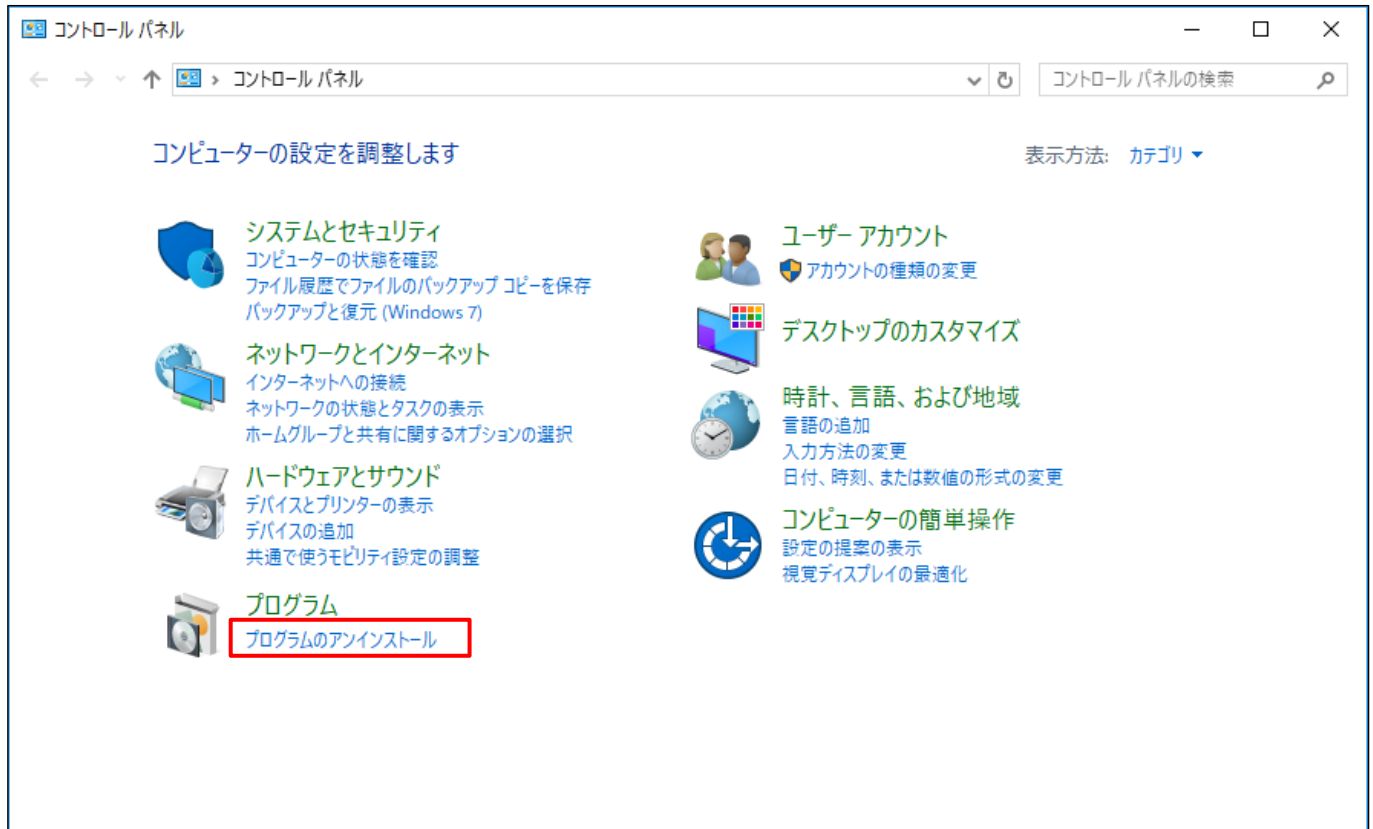 コントロール パネル
コントロール パネル
コントロール パネルの検索
コンピューターの設定を調整します
表示方法: カテゴリ
システムとセキュリティ
コンピューターの状態を確認
ファイル履歴でファイルのバックアップ コピーを保存
バックアップと復元 (Windows 7)
ネットワークとインターネット
インターネットへの接続
ネットワークの状態とタスクの表示
ホームグループと共有に関するオプションの選択
ハードウェアとサウンド
デバイスとプリンターの表示
デバイスの追加
共通で使うモビリティ設定の調整
プログラム
プログラムのアンインストール
ユーザー アカウント
アカウントの種類の変更
デスクトップのカスタマイズ
時計、言語、および地域
言語の追加
入力方法の変更
日付、時刻、または数値の形式の変更
コンピューターの簡単操作
設定の提案の表示
視覚ディスプレイの最適化